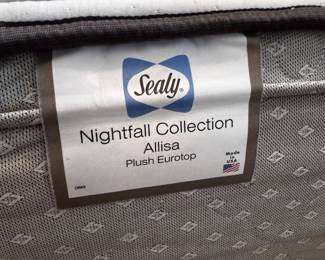 Sealy
Nightfall Collection
Allisa
Plush Eurotop
Made
in
USA